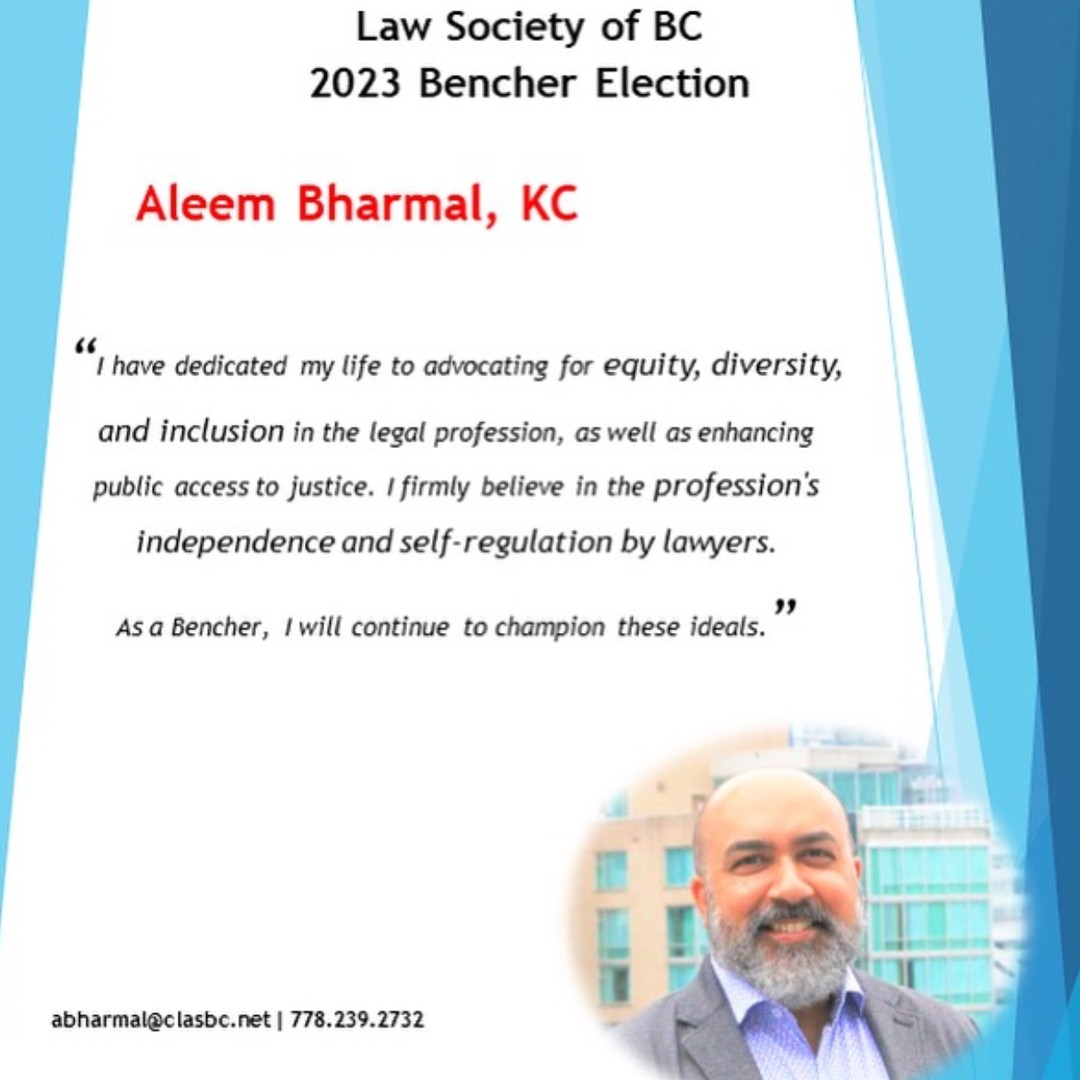 Law Society of BC
2023 Bencher Election
Aleem Bharmal, KC
“I have dedicated my life to advocating for equity, diversity,
and inclusion in the legal profession, as well as enhancing
public access to justice. I firmly believe in the profession's
independence and self-regulation by lawyers.
As a Bencher, I will continue to champion these ideals.”
abharmal@clasbc.net | 778.239.2732